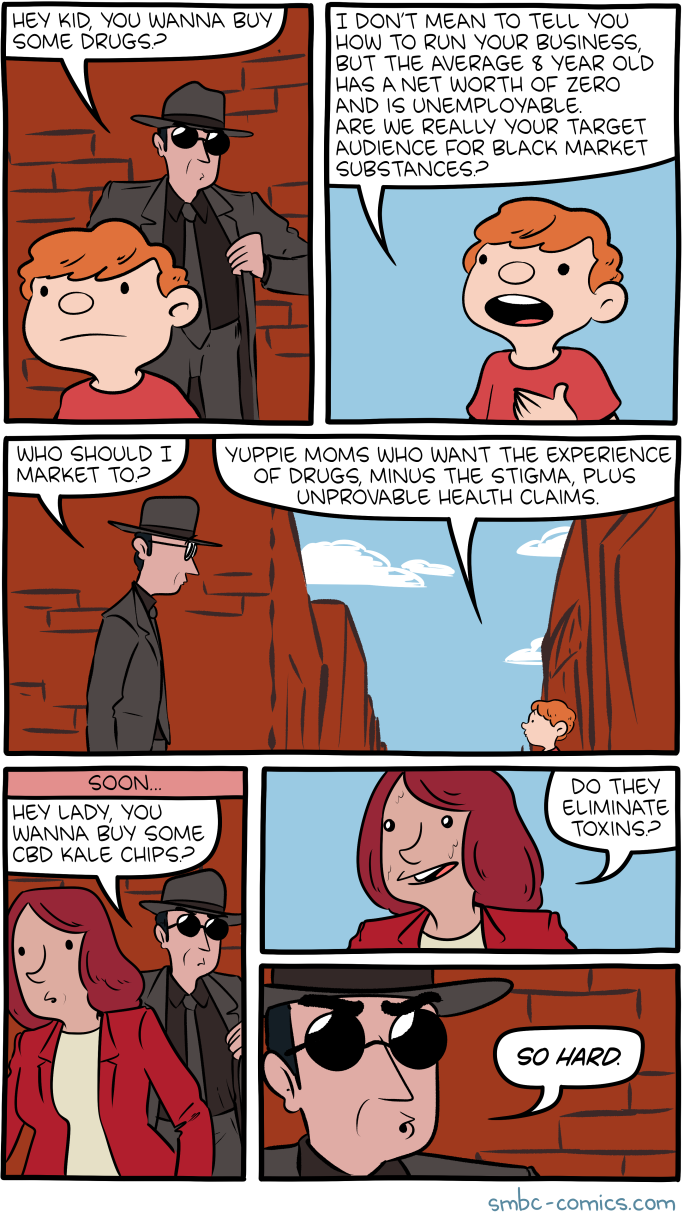 HEY KID, YOU WANNA BUY
SOME DRUGS?
I DON'T MEAN TO TELL YOU
HOW TO RUN YOUR BUSINESS,
BUT THE AVERAGE 8 YEAR OLD
HAS A NET WORTH OF ZERO
AND IS UNEMPLOYABLE.
ARE WE REALLY YOUR TARGET
AUDIENCE FOR BLACK MARKET
SUBSTANCES?
WHO SHOULD I
MARKET TO?
YUPPIE MOMS WHO WANT THE EXPERIENCE
OF DRUGS, MINUS THE STIGMA, PLUS
UNPROVABLE HEALTH CLAIMS.
SOON...
HEY LADY, YOU
WANNA BUY SOME
CBD KALE CHIPS?
DO THEY
ELIMINATE
TOXINS?
SO HARD.
smbc-comics.com